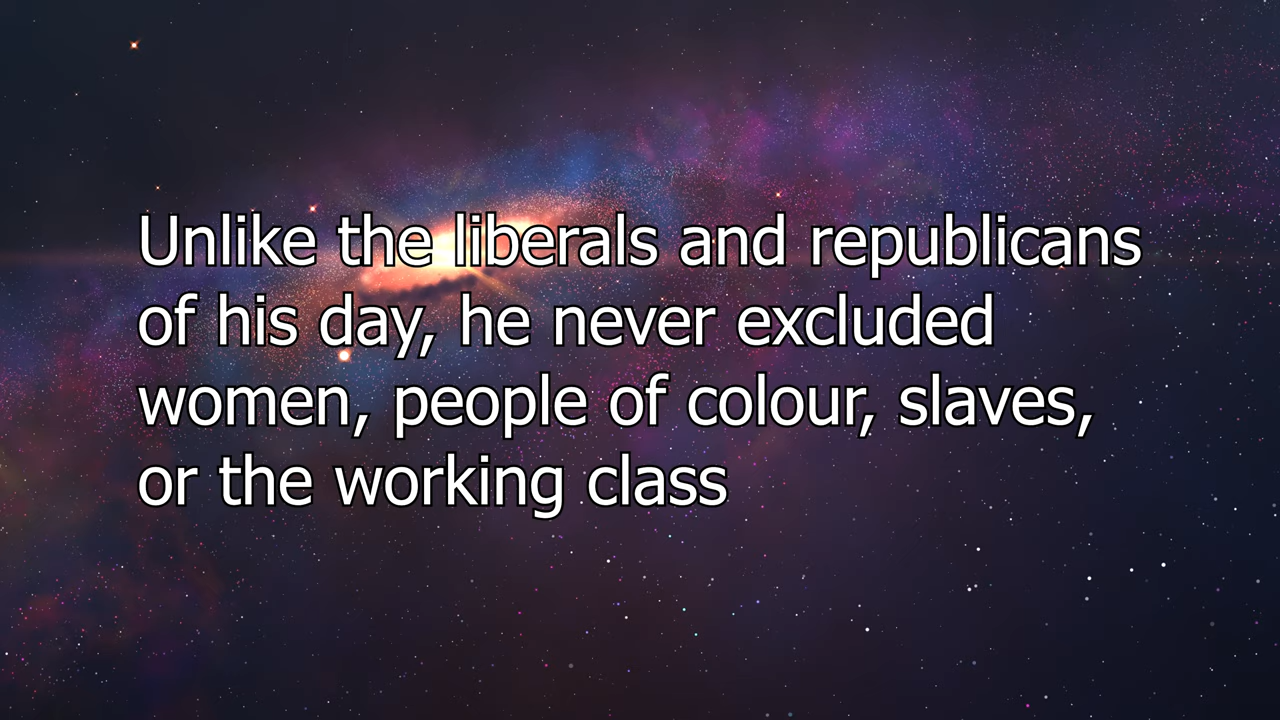 Unlike the liberals and republicans
of his day, he never excluded
women, people of colour, slaves,
or the working class